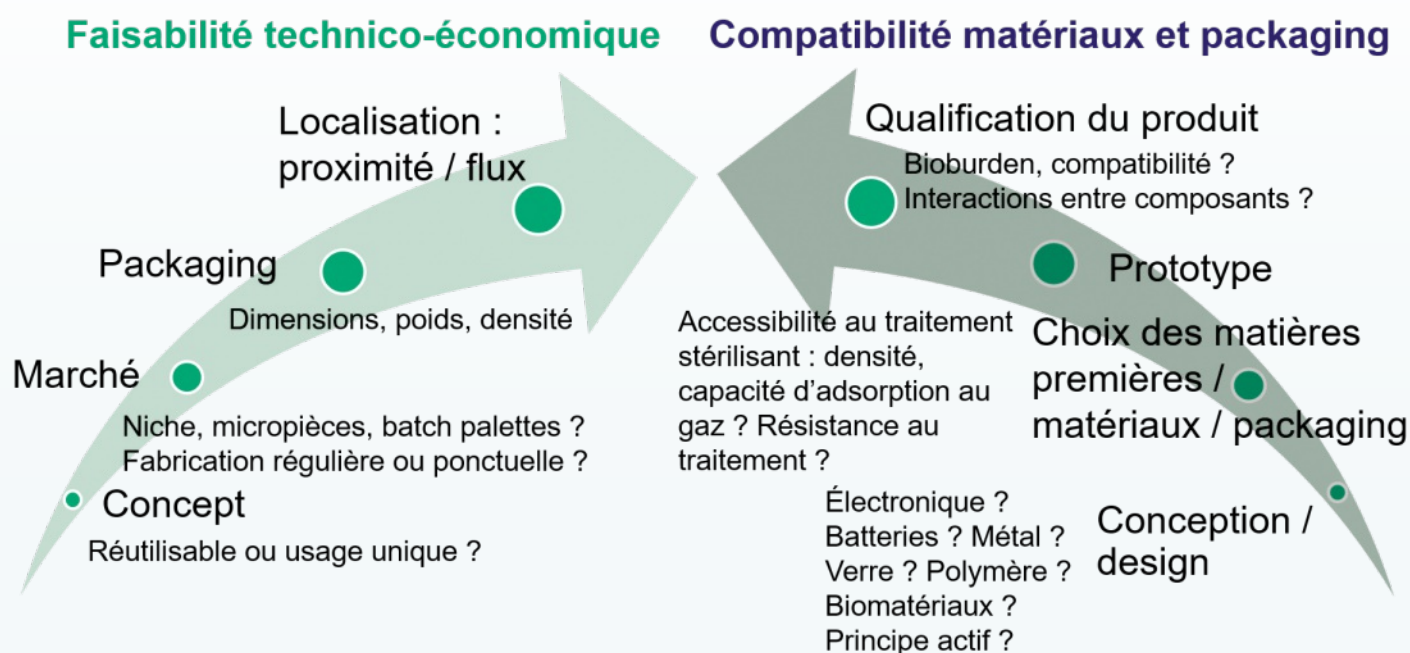 Faisabilité technico-économique
Localisation :
proximité / flux
Packaging
Dimensions, poids, densité
Marché
Niche, micropièces, batch palettes ?
Fabrication régulière ou ponctuelle ?
Concept
Réutilisable ou usage unique ?
Compatibilité matériaux et packaging
Qualification du produit
Bioburden, compatibilité ?
Interactions entre composants ?
Prototype
Choix des matières
premières /
matériaux / packaging
Accessibilité au traitement
stérilisant : densité,
capacité d’adsorption au
gaz ? Résistance au
traitement ?
Conception /
design
Électronique ?
Batteries ? Métal ?
Verre ? Polymère ?
Biomatériaux ?
Principe actif ?